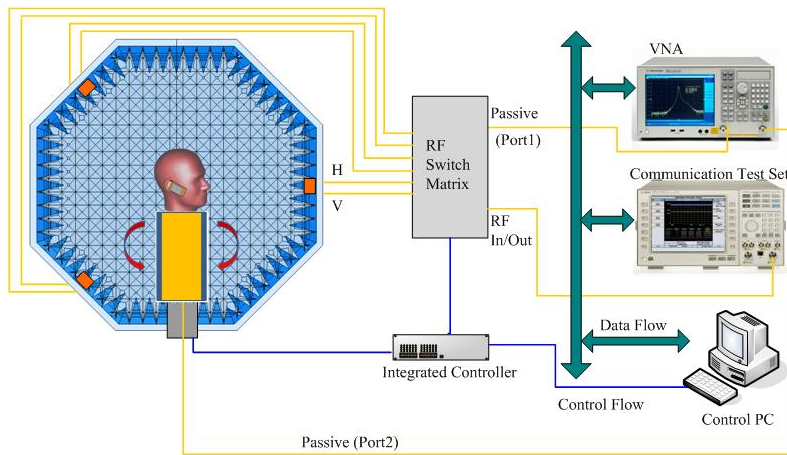 VNA
Passive
(Port1)
RF
Switch
Matrix
H
V
Communication Test Set
RF
In/Out
Data Flow
Integrated Controller
Control Flow
Control PC
Passive (Port2)